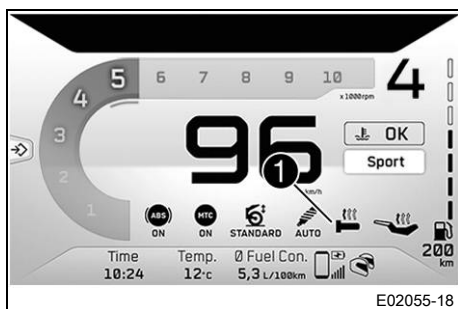 5 6 7 8 9 10 4
4
x1000rpm
3
OK
96
1
Sport
2
km/h
1
ABS MTC
ON ON STANDARD AUTO
Time Temp. Ø Fuel Con. 200
10:24 12°C 5,3 L/100km km
E02055-18